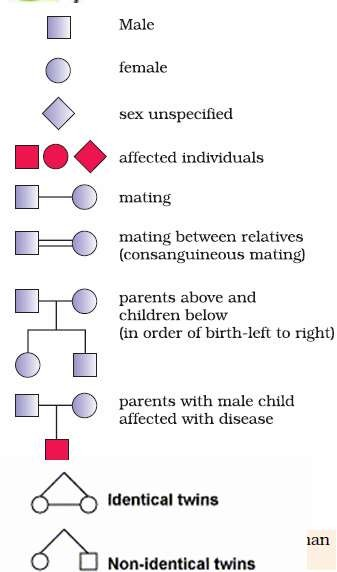 Male
female
sex unspecified
affected individuals
mating
mating between relatives
(consanguineous mating)
parents above and
children below
(in order of birth-left to right)
parents with male child
affected with disease
Identical twins
Non-identical twins